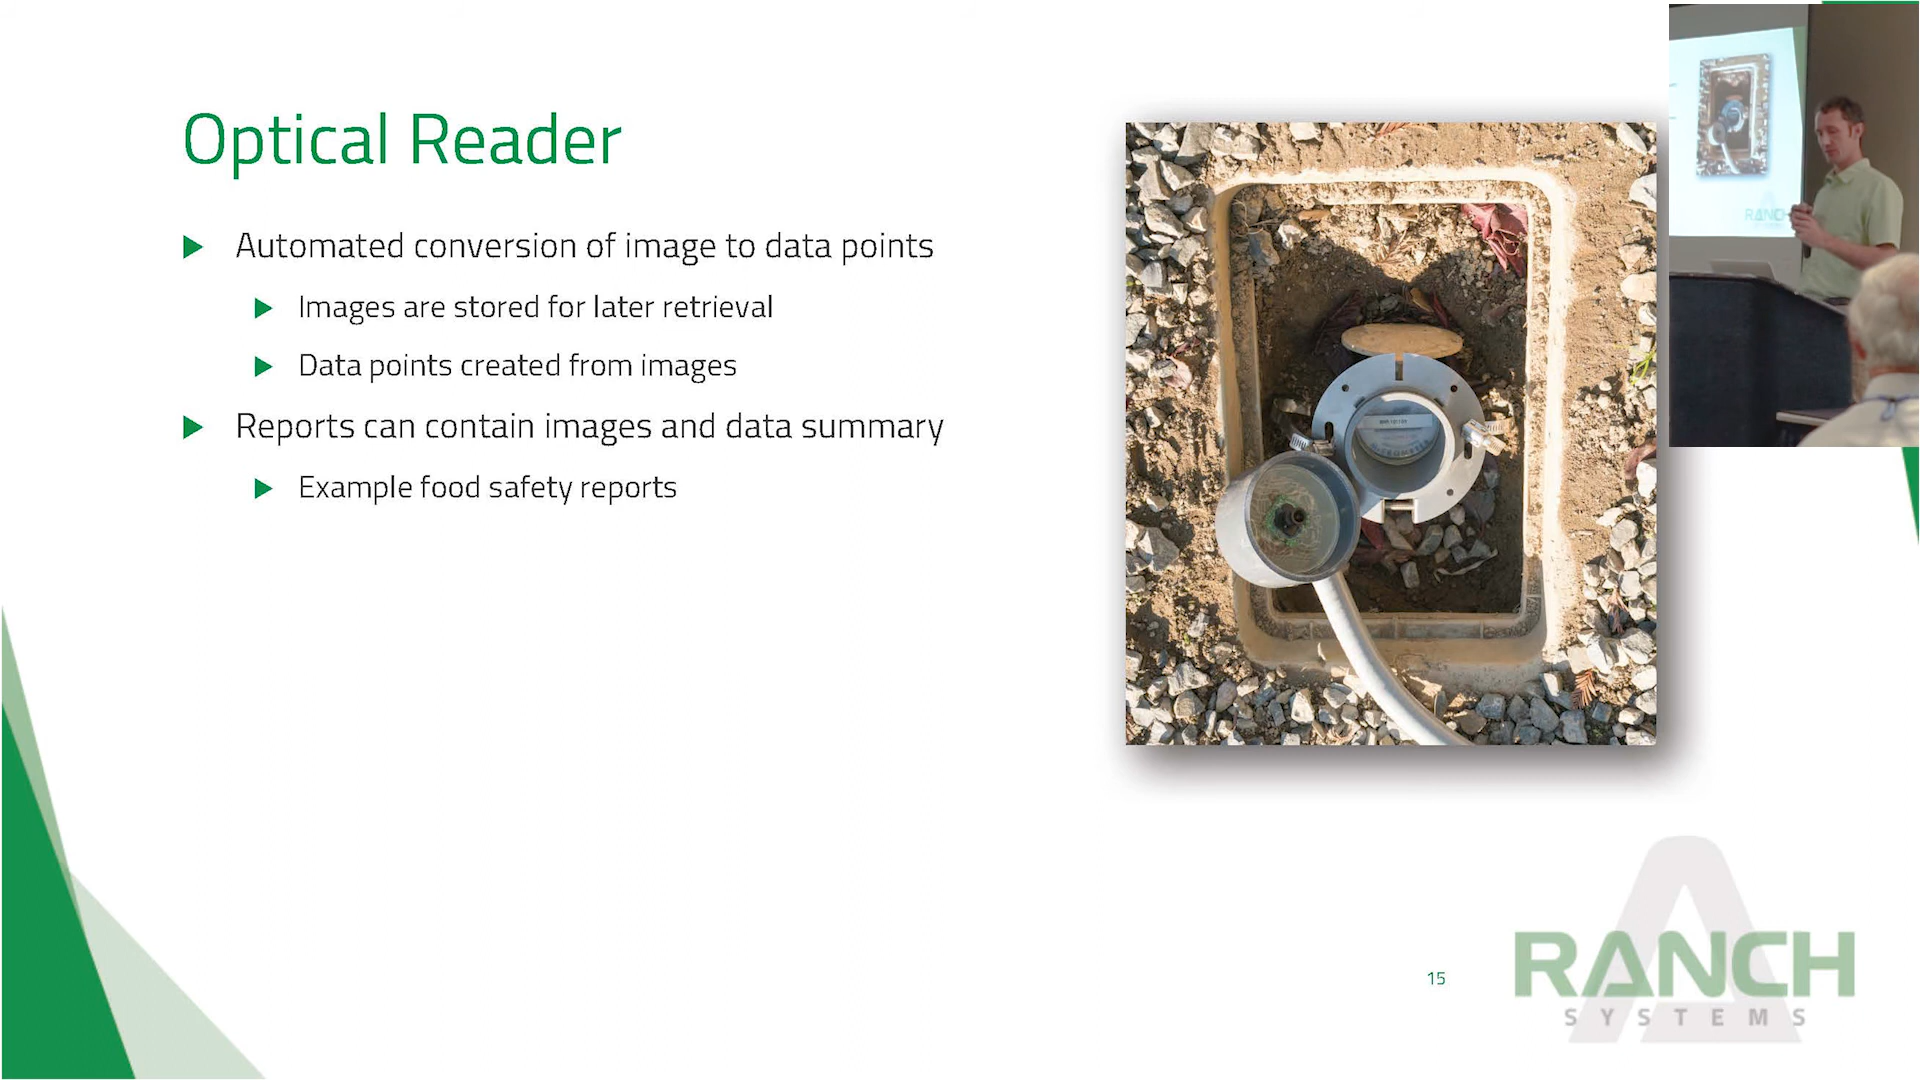 Optical Reader
Automated conversion of image to data points
Images are stored for later retrieval
Data points created from images
Reports can contain images and data summary
Example food safety reports
15
RANCH
SYSTEMS
RANCH